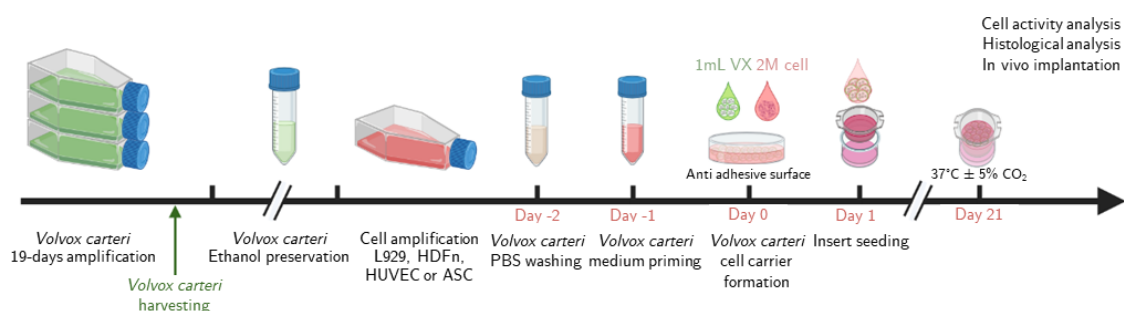 Cell activity analysis
Histological analysis
In vivo implantation
1mL VX 2M cell
Anti adhesive surface
37°C ± 5% CO₂
Day -2
Day -1
Day 0
Day 1
Day 21
Volvox carteri
19-days amplification
Volvox carteri
harvesting
Volvox carteri
Ethanol preservation
Cell amplification
L929, HDFn,
HUVEC or ASC
Volvox carteri
PBS washing
Volvox carteri
medium priming
Volvox carteri
cell carrier
formation
Insert seeding